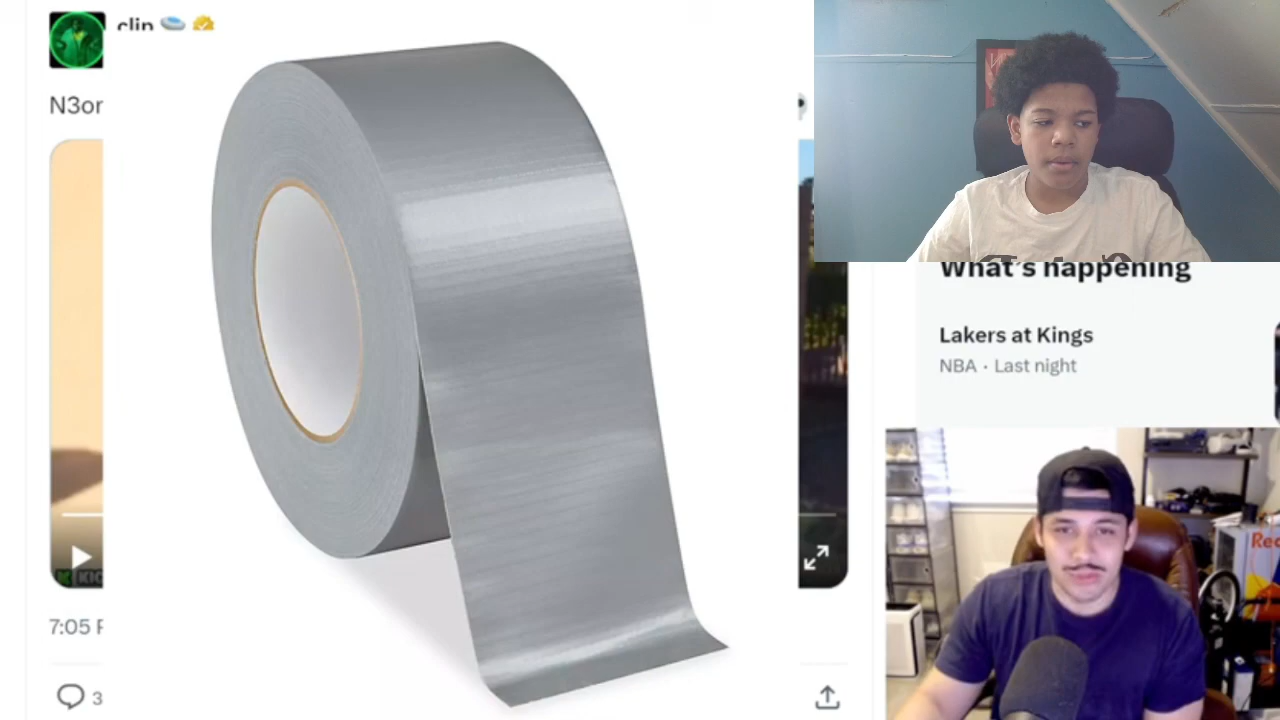 clip
N3or
What's happening
Lakers at Kings
NBA · Last night
7:05 P
3